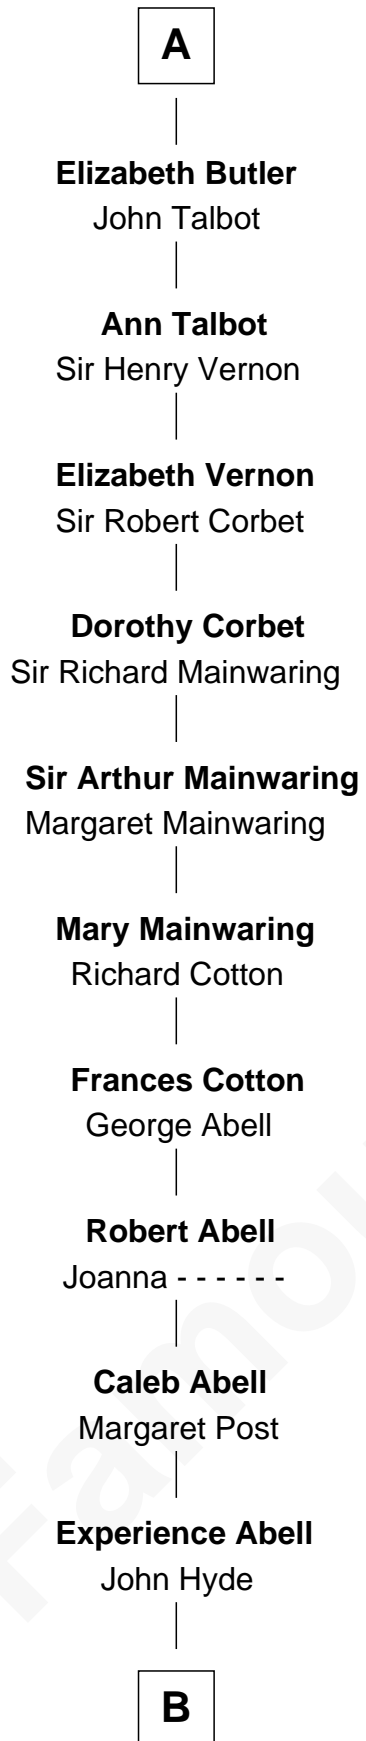 A
Elizabeth Butler
John Talbot
Ann Talbot
Sir Henry Vernon
Elizabeth Vernon
Sir Robert Corbet
Dorothy Corbet
Sir Richard Mainwaring
Sir Arthur Mainwaring
Margaret Mainwaring
Mary Mainwaring
Richard Cotton
Frances Cotton
George Abell
Robert Abell
Joanna - - - - - -
Caleb Abell
Margaret Post
Experience Abell
John Hyde
B